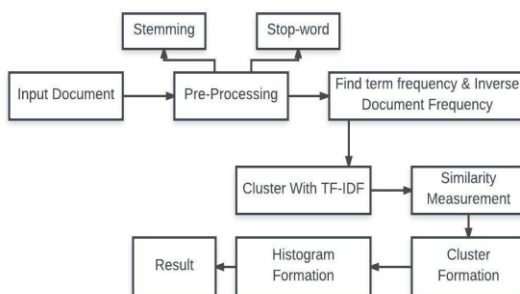 Stemming
Stop-word
Input Document
Pre-Processing
Find term frequency & Inverse
Document Frequency
Cluster With TF-IDF
Similarity
Measurement
Result
Histogram
Formation
Cluster
Formation